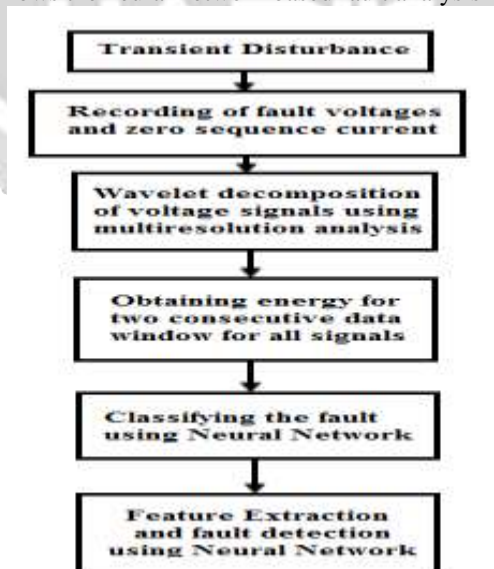 Transient Disturbance
Recording of fault voltages
and zero sequence current
Wavelet decomposition
of voltage signals using
multiresolution analysis
Obtaining energy for
two consecutive data
window for all signals
Classifying the fault
using Neural Network
Feature Extraction
and fault detection
using Neural Network